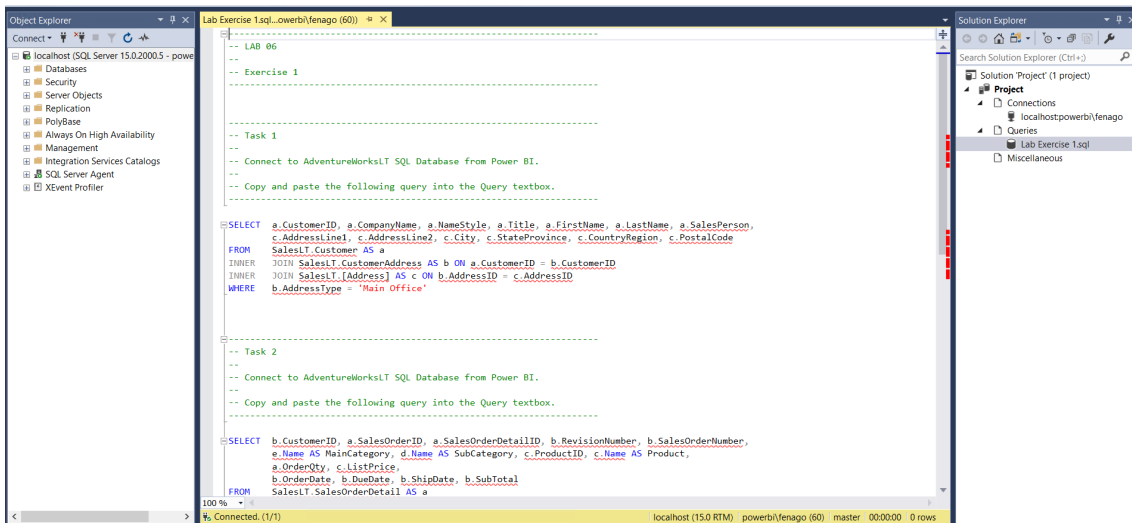 Object Explorer
Connect
localhost (SQL Server 15.0.2000.5 - powe
Databases
Security
Server Objects
Replication
PolyBase
Always On High Availability
Management
Integration Services Catalogs
SQL Server Agent
XEvent Profiler
Lab Exercise 1.sql...owerbi\fenago (60))
--------------------------------------------------------------------------------
-- LAB 06
--
-- Exercise 1
--------------------------------------------------------------------------------
--------------------------------------------------------------------------------
-- Task 1
--
-- Connect to AdventureWorksLT SQL Database from Power BI.
--
-- Copy and paste the following query into the Query textbox.
--------------------------------------------------------------------------------
SELECT a.CustomerID, a.CompanyName, a.NameStyle, a.Title, a.FirstName, a.LastName, a.SalesPerson,
c.AddressLine1, c.AddressLine2, c.City, c.StateProvince, c.CountryRegion, c.PostalCode
FROM SalesLT.Customer AS a
INNER JOIN SalesLT.CustomerAddress AS b ON a.CustomerID = b.CustomerID
INNER JOIN SalesLT.[Address] AS c ON b.AddressID = c.AddressID
WHERE b.AddressType = 'Main Office'
--------------------------------------------------------------------------------
-- Task 2
--
-- Connect to AdventureWorksLT SQL Database from Power BI.
--
-- Copy and paste the following query into the Query textbox.
--------------------------------------------------------------------------------
SELECT b.CustomerID, a.SalesOrderID, a.SalesOrderDetailID, b.RevisionNumber, b.SalesOrderNumber,
e.Name AS MainCategory, d.Name AS SubCategory, c.ProductID, c.Name AS Product,
a.OrderQty, c.ListPrice,
b.OrderDate, b.DueDate, b.ShipDate, b.SubTotal
FROM SalesLT.SalesOrderDetail AS a
100 %
Connected. (1/1)
localhost (15.0 RTM)
powerbi\fenago (60)
master
00:00:00
0 rows
Solution Explorer
Search Solution Explorer (Ctrl+;)
Solution 'Project' (1 project)
Project
Connections
localhost:powerbi\fenago
Queries
Lab Exercise 1.sql
Miscellaneous